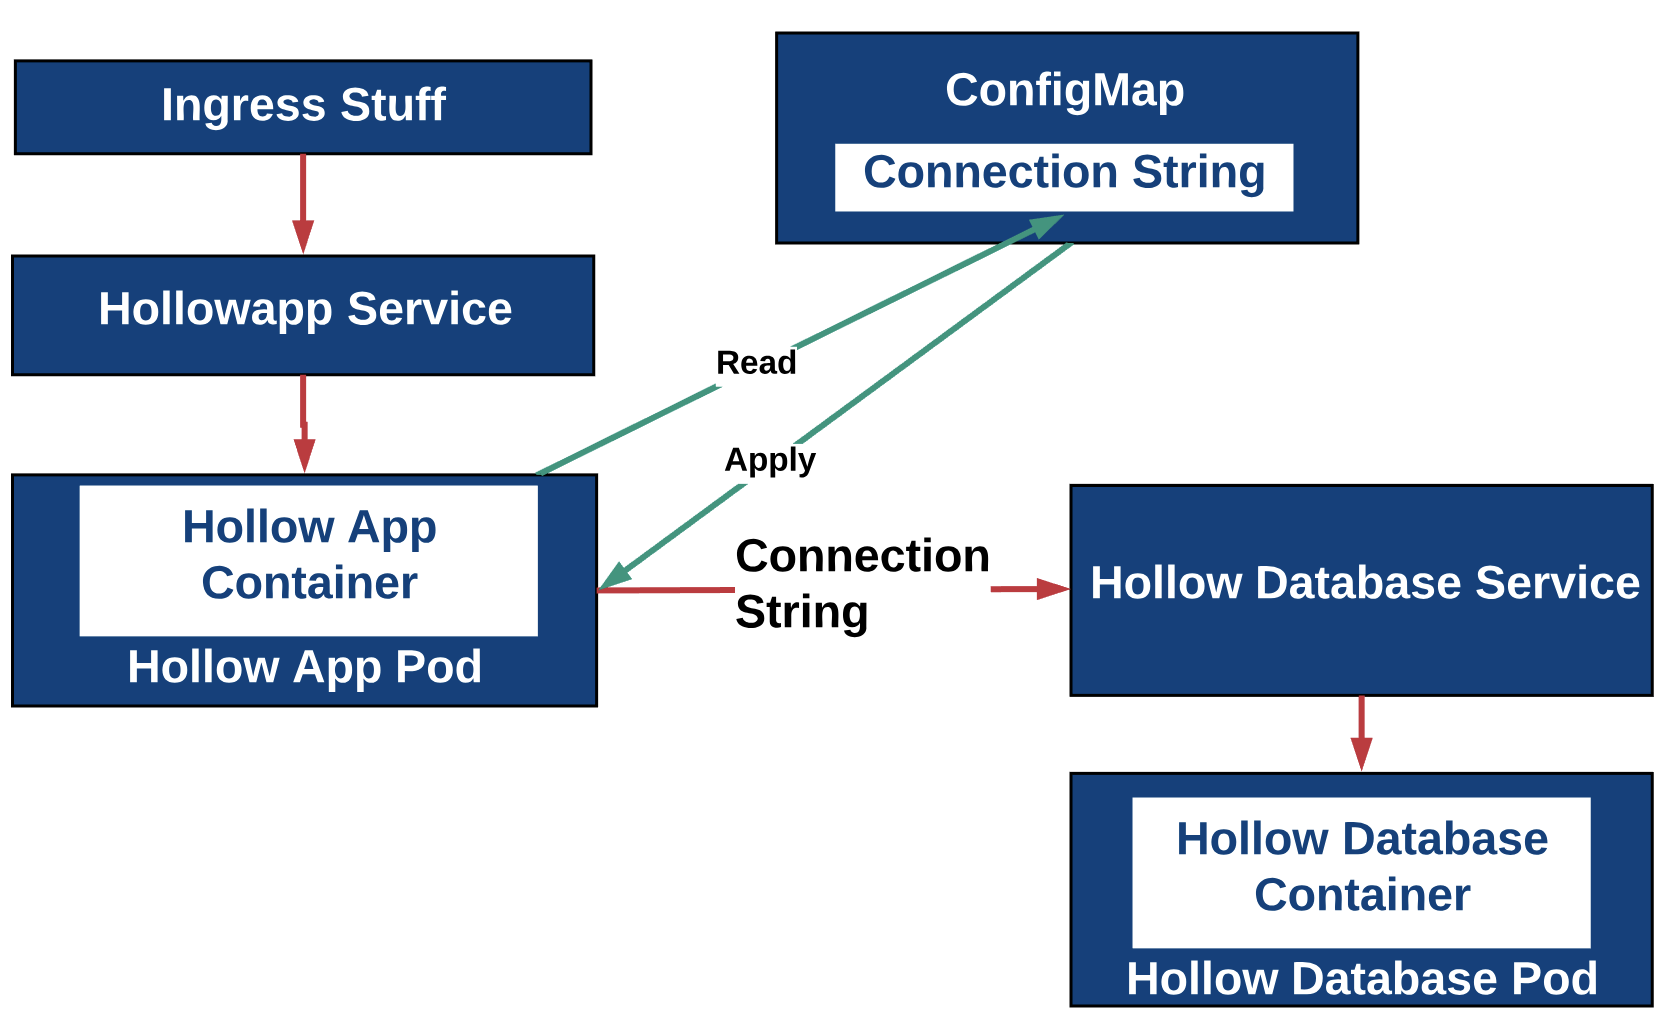 Ingress Stuff
ConfigMap
Connection String
Hollowapp Service
Read
Apply
Hollow App
Container
Hollow App Pod
Connection
String
Hollow Database Service
Hollow Database
Container
Hollow Database Pod